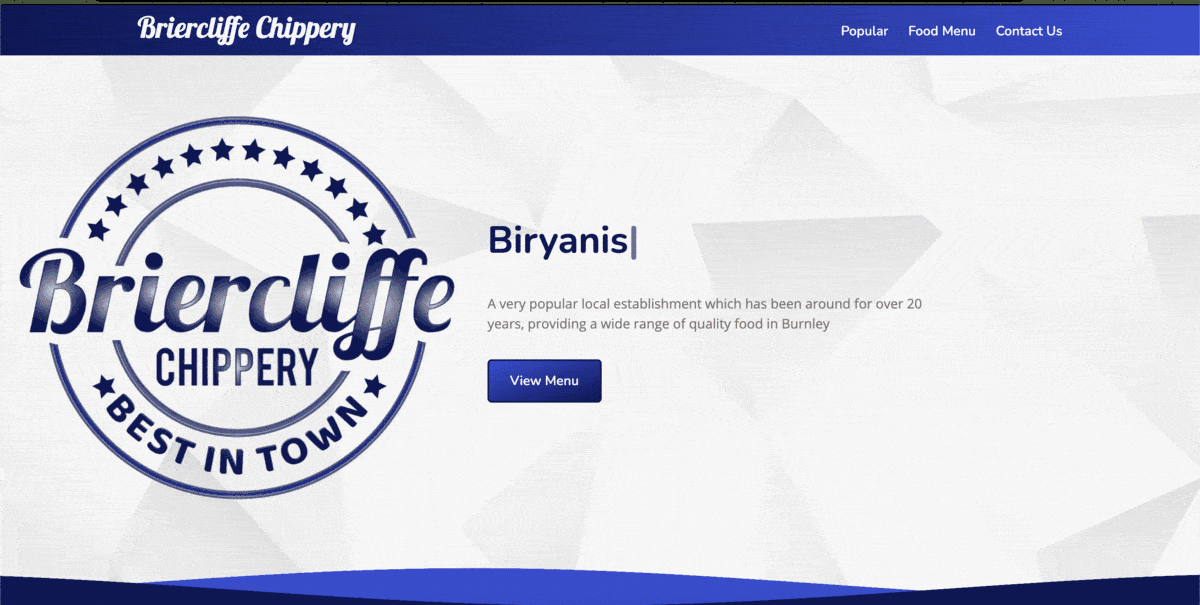 Briercliffe Chippery
Popular Food Menu Contact Us
Briercliffe
CHIPPERY
BEST IN TOWN
Biryanis
A very popular local establishment which has been around for over 20
years, providing a wide range of quality food in Burnley
View Menu